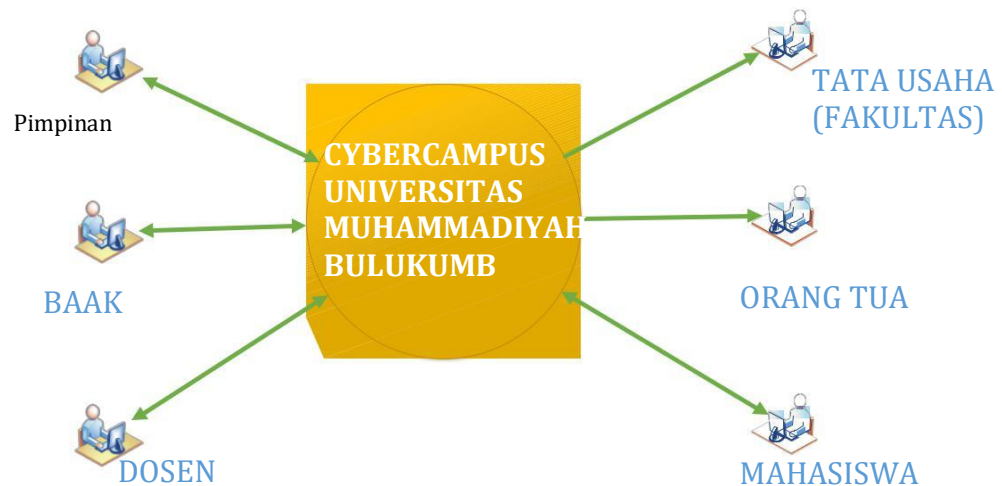 Pimpinan
BAAK
DOSEN
CYBERCAMPUS
UNIVERSITAS
MUHAMMADIYAH
BULUKUMB
TATA USAHA
(FAKULTAS)
ORANG TUA
MAHASISWA